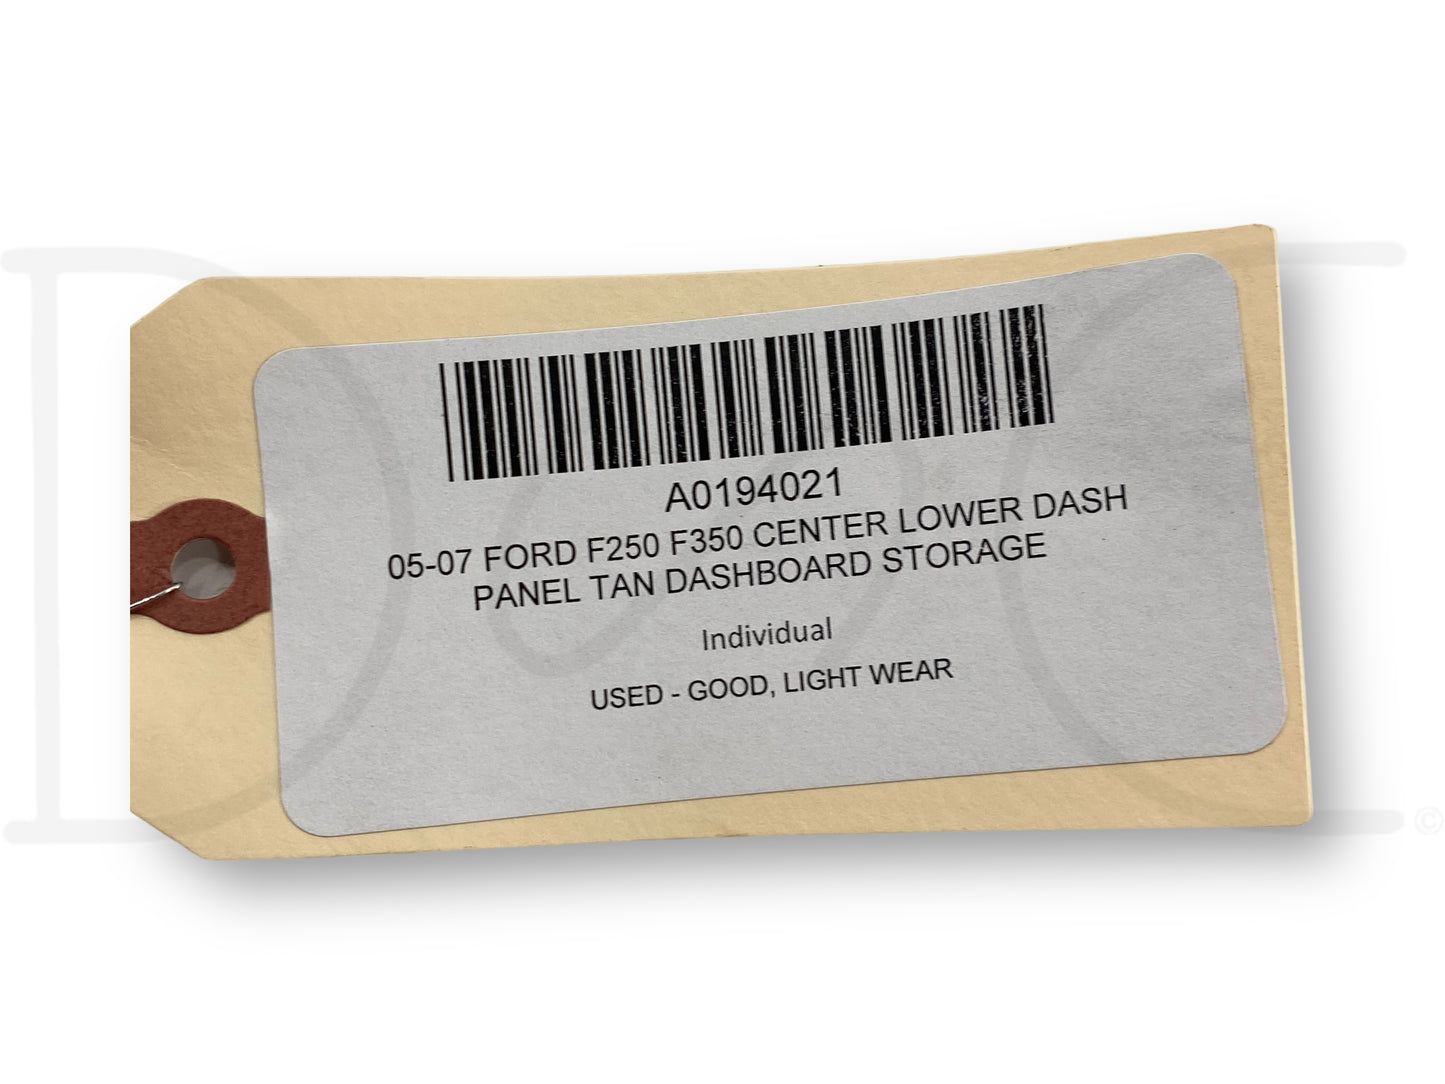 A0194021
05-07 FORD F250 F350 CENTER LOWER DASH
PANEL TAN DASHBOARD STORAGE
Individual
USED - GOOD, LIGHT WEAR
©